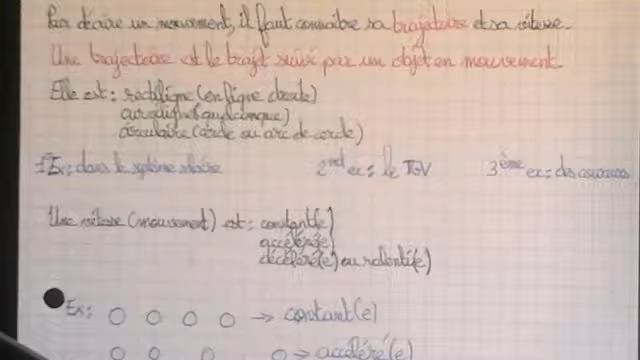 Pour décrire un mouvement, il faut connaître sa trajectoire et sa vitesse.
Une trajectoire est le trajet suivi par un objet en mouvement.
Elle est : rectiligne (en ligne droite)
curviligne (quelconque)
circulaire (cercle ou arc de cercle)
1er Ex : dans le système solaire 2nd ex : le TGV 3ème ex : des
Une vitesse (mouvement) est : constant(e)
accéléré(e)
décéléré(e) ou ralenti(e)
Ex : → constant(e)
→ accéléré(e)